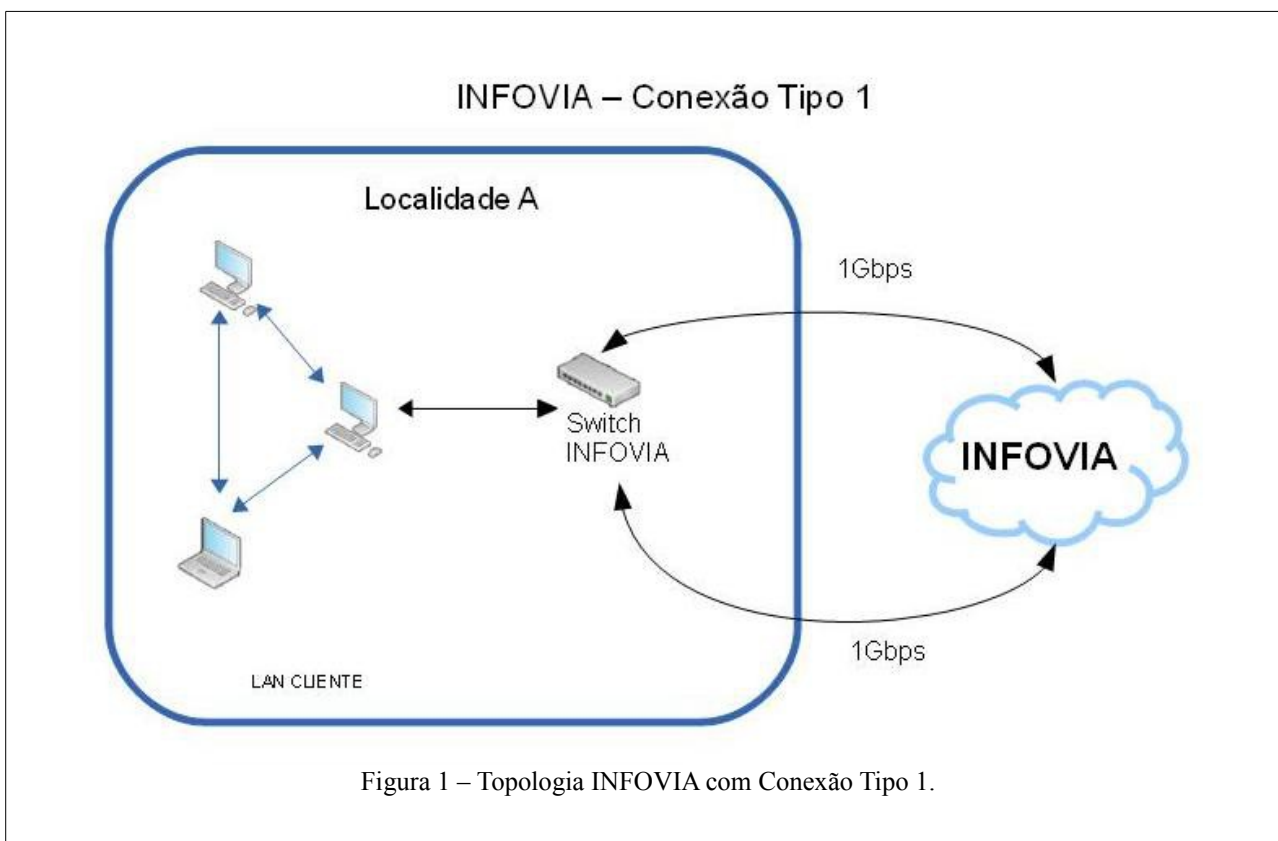 INFOVIA – Conexão Tipo 1
Localidade A
1Gbps
Switch
INFOVIA
INFOVIA
1Gbps
LAN CLIENTE
Figura 1 – Topologia INFOVIA com Conexão Tipo 1.